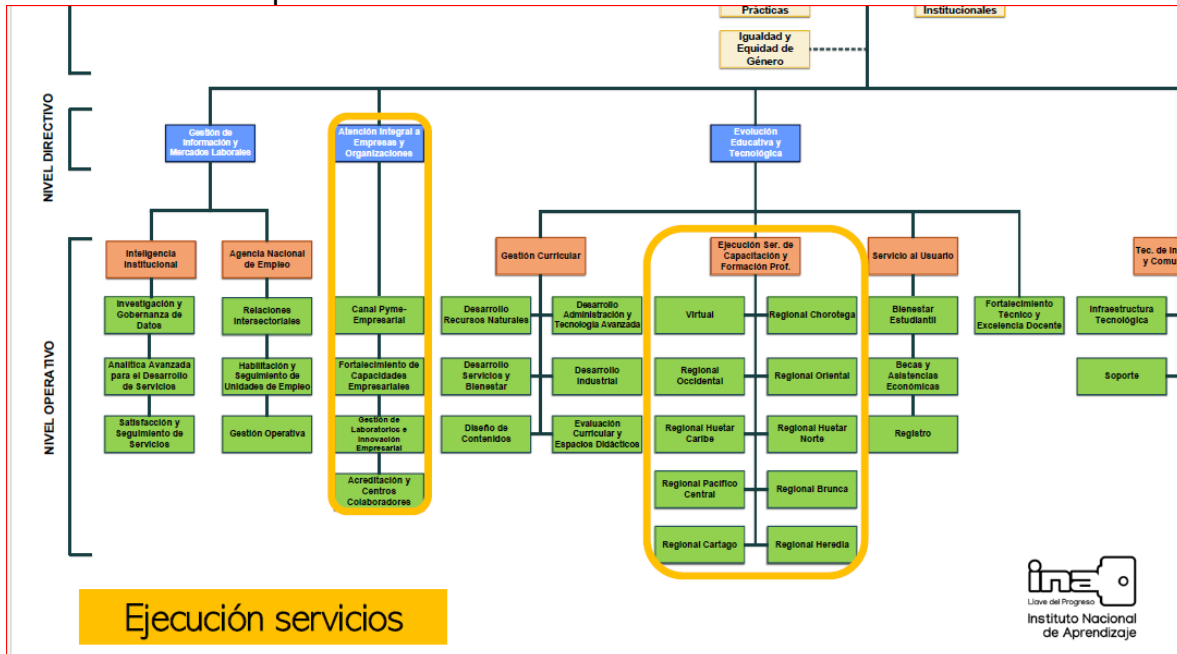 Prácticas
Institucionales
Igualdad y
Equidad de
Género
NIVEL DIRECTIVO
Gestión de
Información y
Mercados Laborales
Atención Integral a
Empresas y
Organizaciones
Evolución
Educativa y
Tecnológica
NIVEL OPERATIVO
Inteligencia
Institucional
Agencia Nacional
de Empleo
Gestión Curricular
Ejecución Ser. de
Capacitación y
Formación Prof.
Servicio al Usuario
Tec. de In
y Comu
Investigación y
Gobernanza de
Datos
Relaciones
Intersectoriales
Canal Pyme-
Empresarial
Desarrollo
Recursos Naturales
Desarrollo
Administración y
Tecnología Avanzada
Virtual
Regional Chorotega
Bienestar
Estudiantil
Fortalecimiento
Técnico y
Excelencia Docente
Infraestructura
Tecnológica
Analítica Avanzada
para el Desarrollo
de Servicios
Habilitación y
Seguimiento de
Unidades de Empleo
Fortalecimiento de
Capacidades
Empresariales
Desarrollo
Servicios y
Bienestar
Desarrollo
Industrial
Regional
Occidental
Regional Oriental
Becas y
Asistencias
Económicas
Soporte
Satisfacción y
Seguimiento de
Servicios
Gestión Operativa
Gestión de
Laboratorios e
Innovación
Empresarial
Diseño de
Contenidos
Evaluación
Curricular y
Espacios Didácticos
Regional Huetar
Caribe
Regional Huetar
Norte
Registro
Acreditación y
Centros
Colaboradores
Regional Pacífico
Central
Regional Brunca
Regional Cartago
Regional Heredia
Ejecución servicios
ina
Llave del Progreso
Instituto Nacional
de Aprendizaje